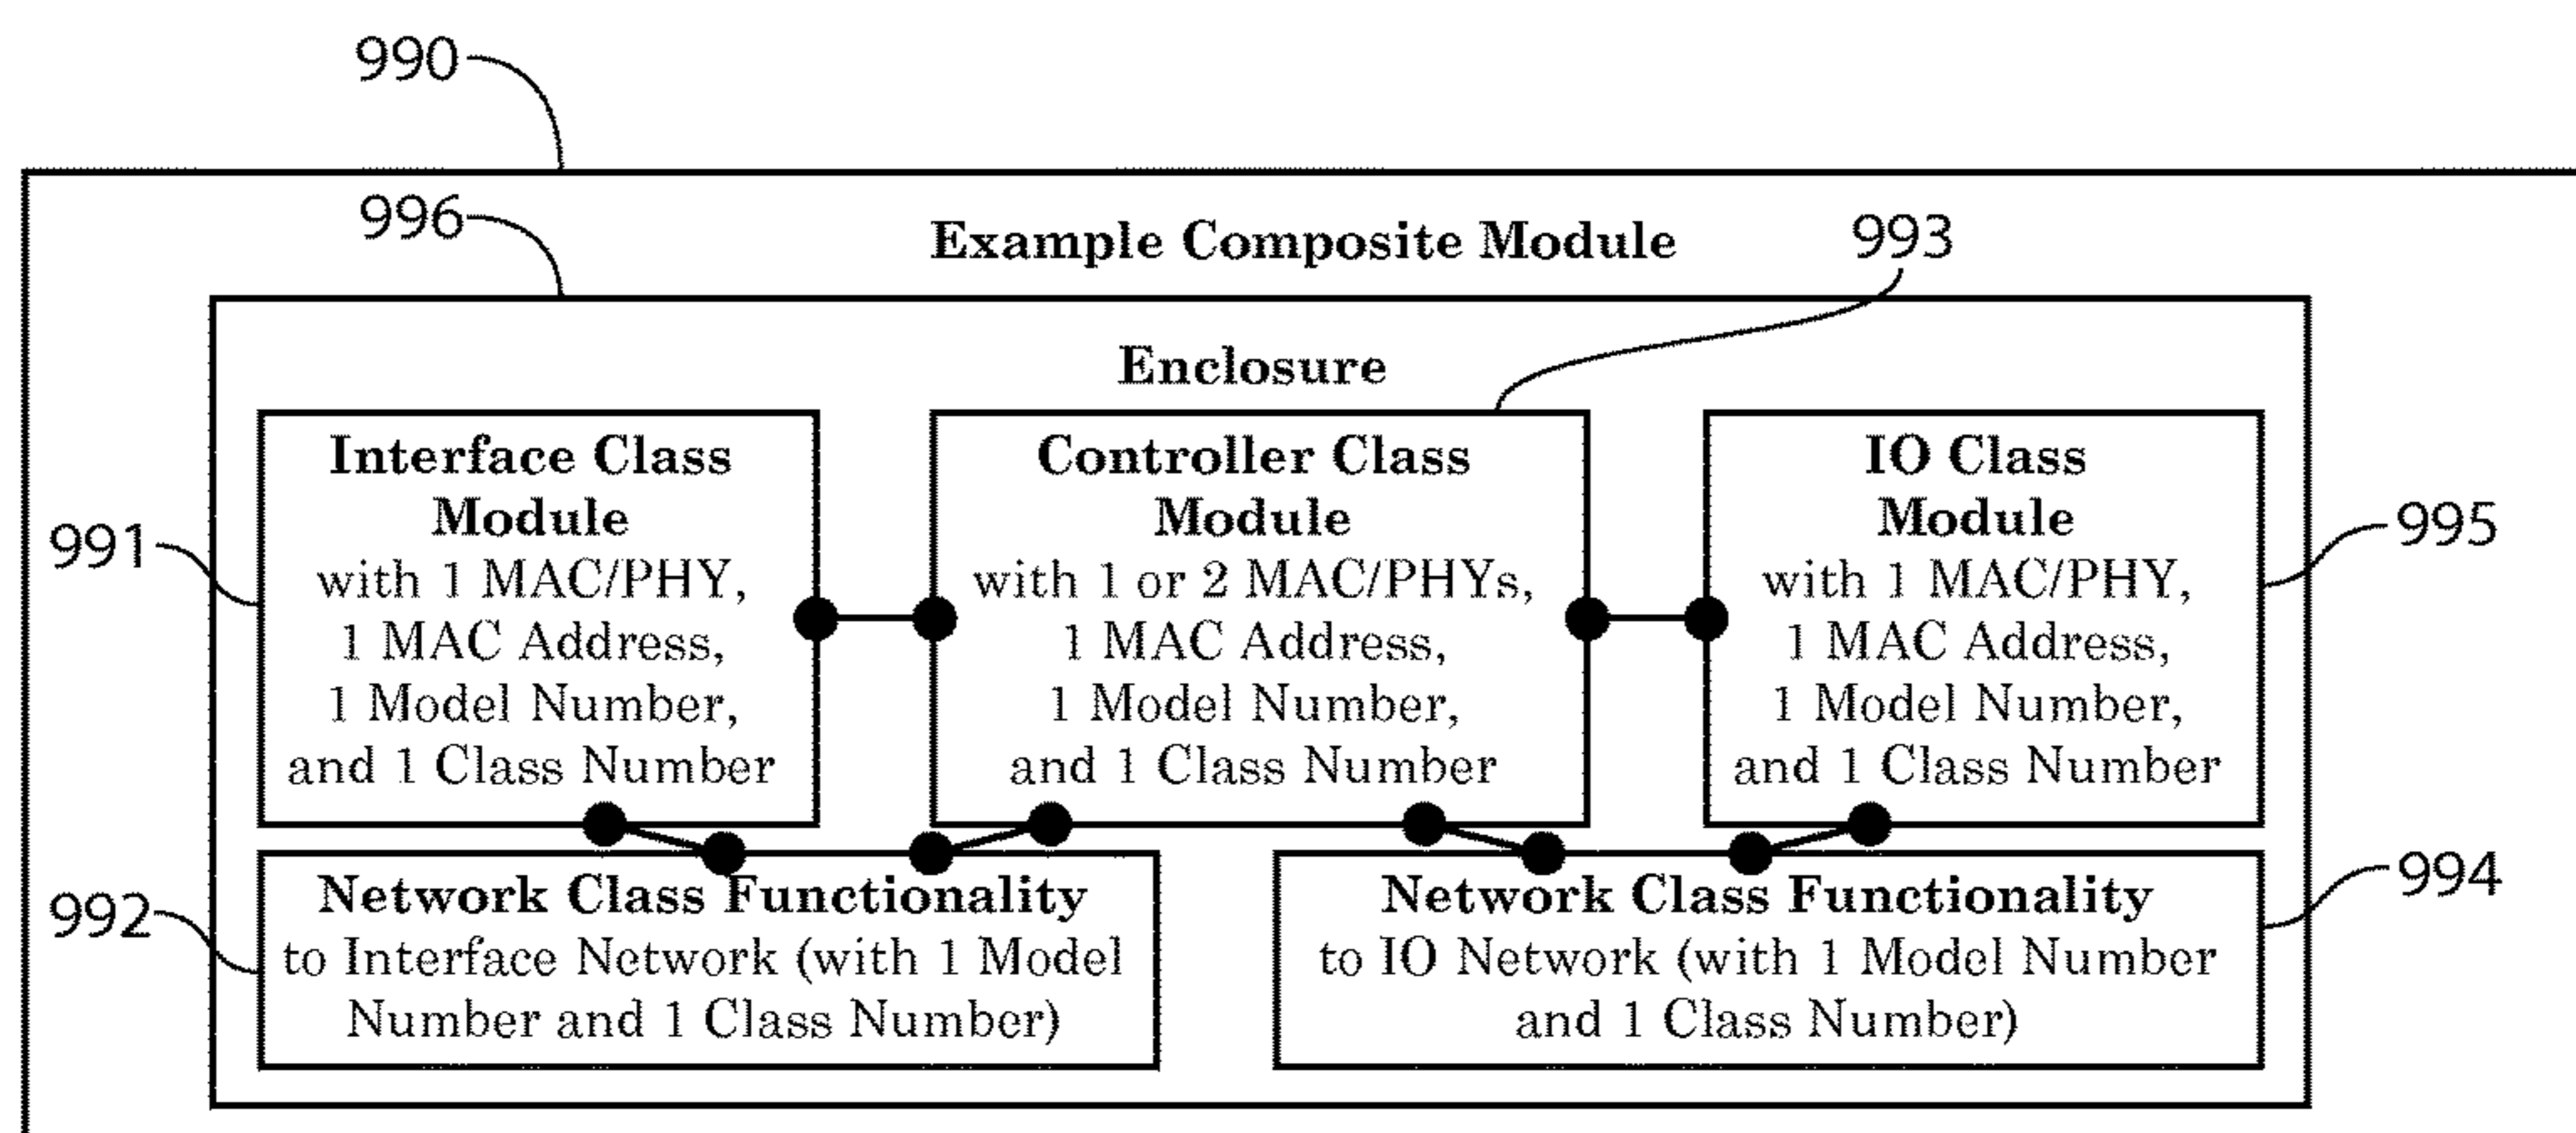 990
996
Example Composite Module
993
Enclosure
Interface Class
Module
with 1 MAC/PHY,
1 MAC Address,
1 Model Number,
and 1 Class Number
991
Controller Class
Module
with 1 or 2 MAC/PHYs,
1 MAC Address,
1 Model Number,
and 1 Class Number
IO Class
Module
with 1 MAC/PHY,
1 MAC Address,
1 Model Number,
and 1 Class Number
995
992
Network Class Functionality
to Interface Network (with 1 Model
Number and 1 Class Number)
Network Class Functionality
to IO Network (with 1 Model Number
and 1 Class Number)
994